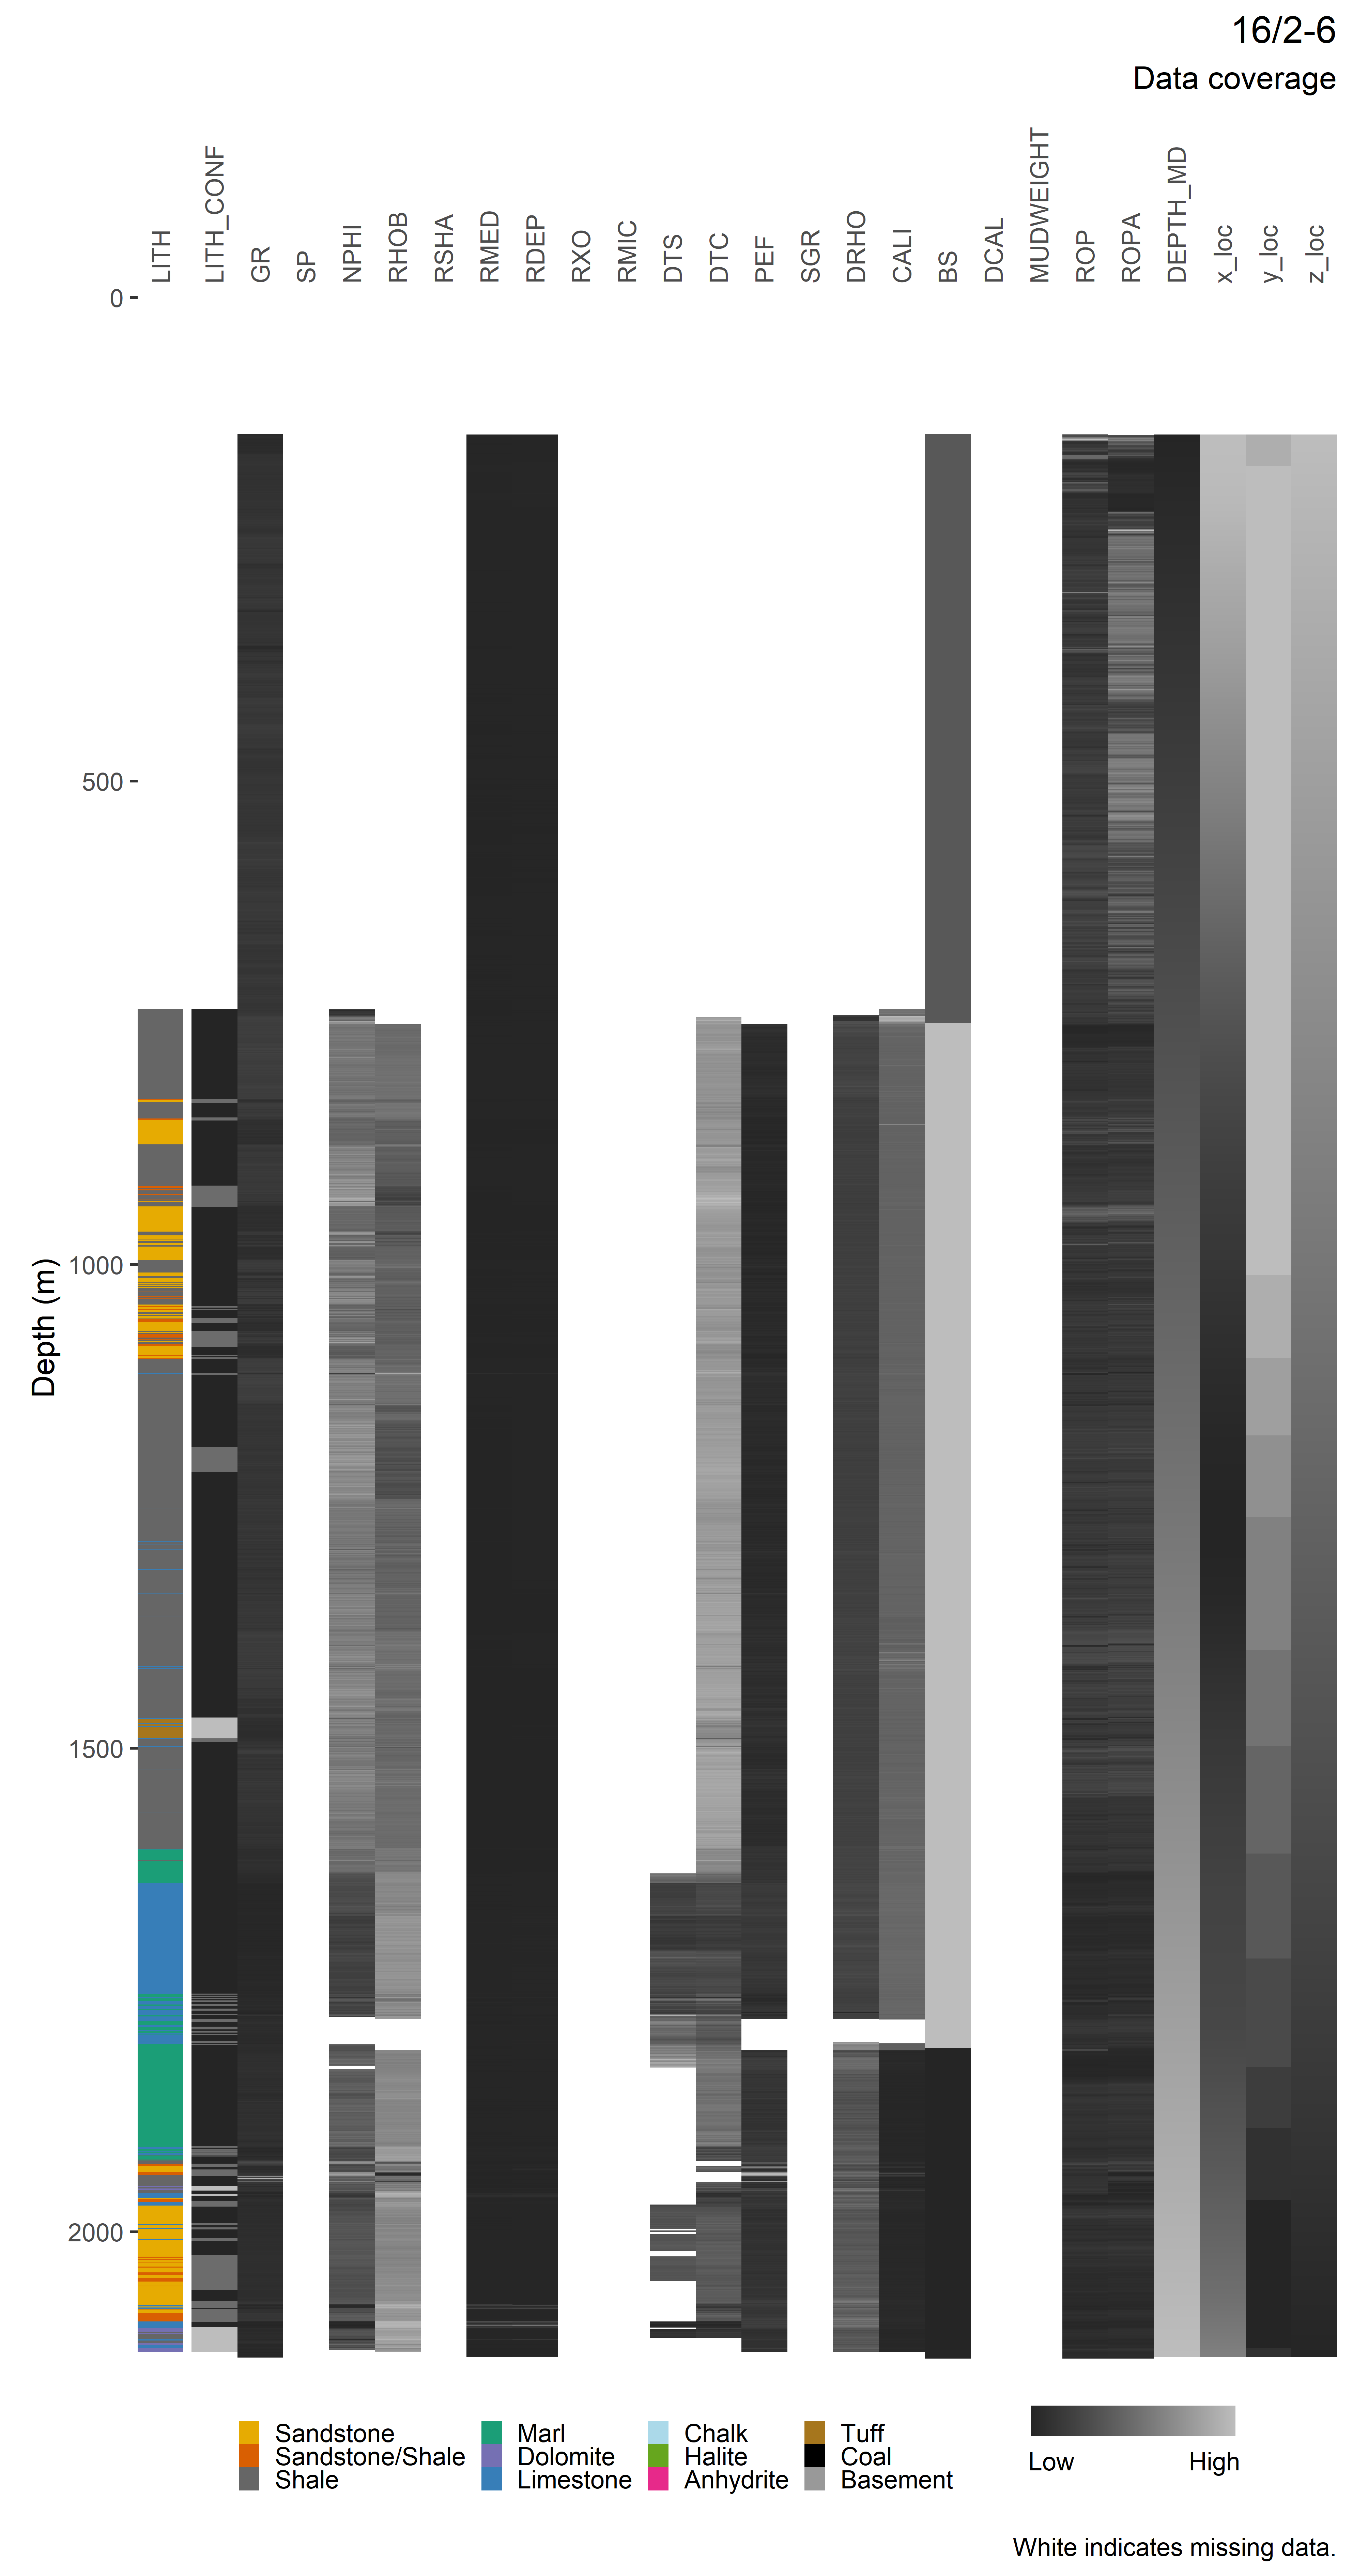 16/2-6
Data coverage
LITH
LITH_CONF
GR
SP
NPHI
RHOB
RSHA
RMED
RDEP
RXO
RMIC
DTS
DTC
PEF
SGR
DRHO
CALI
BS
DCAL
MUDWEIGHT
ROP
ROPA
DEPTH_MD
x_loc
y_loc
z_loc
0
500
1000
1500
2000
Depth (m)
Sandstone
Sandstone/Shale
Shale
Marl
Dolomite
Limestone
Chalk
Halite
Anhydrite
Tuff
Coal
Basement
Low High
White indicates missing data.